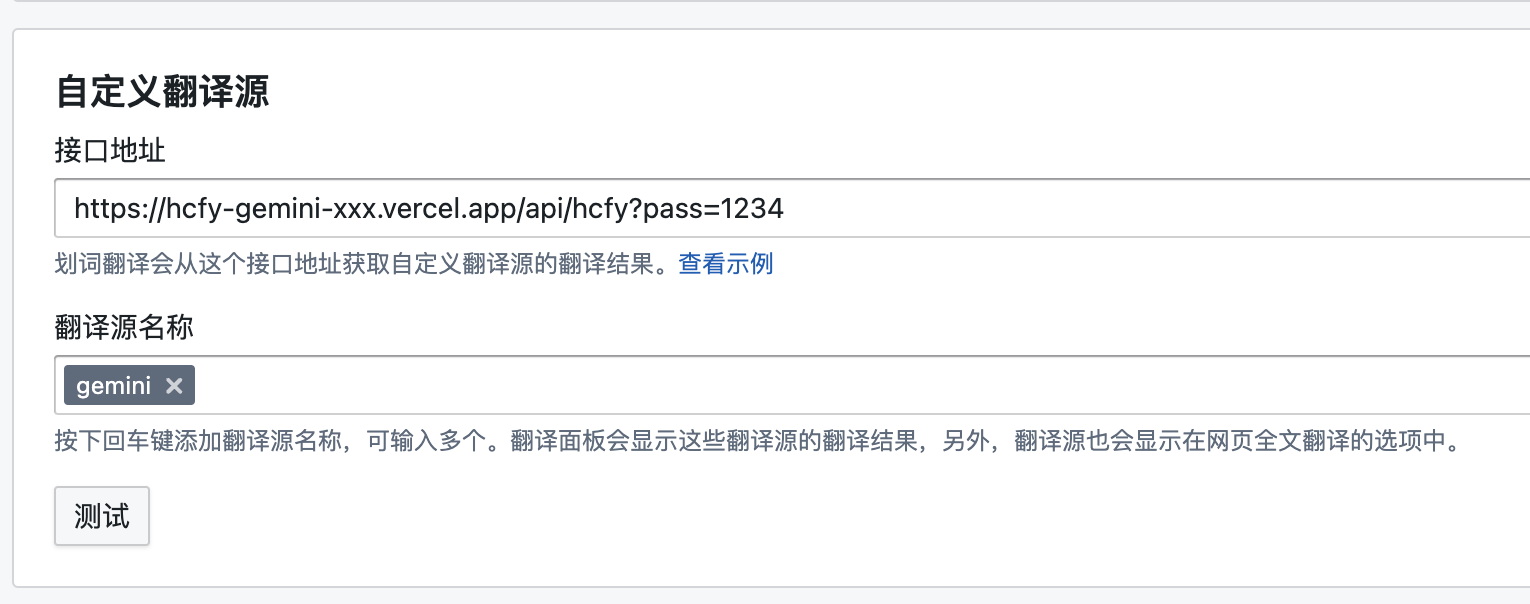 自定义翻译源
接口地址
https://hcfy-gemini-xxx.vercel.app/api/hcfy?pass=1234
划词翻译会从这个接口地址获取自定义翻译源的翻译结果。查看示例
翻译源名称
gemini ×
按下回车键添加翻译源名称，可输入多个。翻译面板会显示这些翻译源的翻译结果，另外，翻译源也会显示在网页全文翻译的选项中。
测试